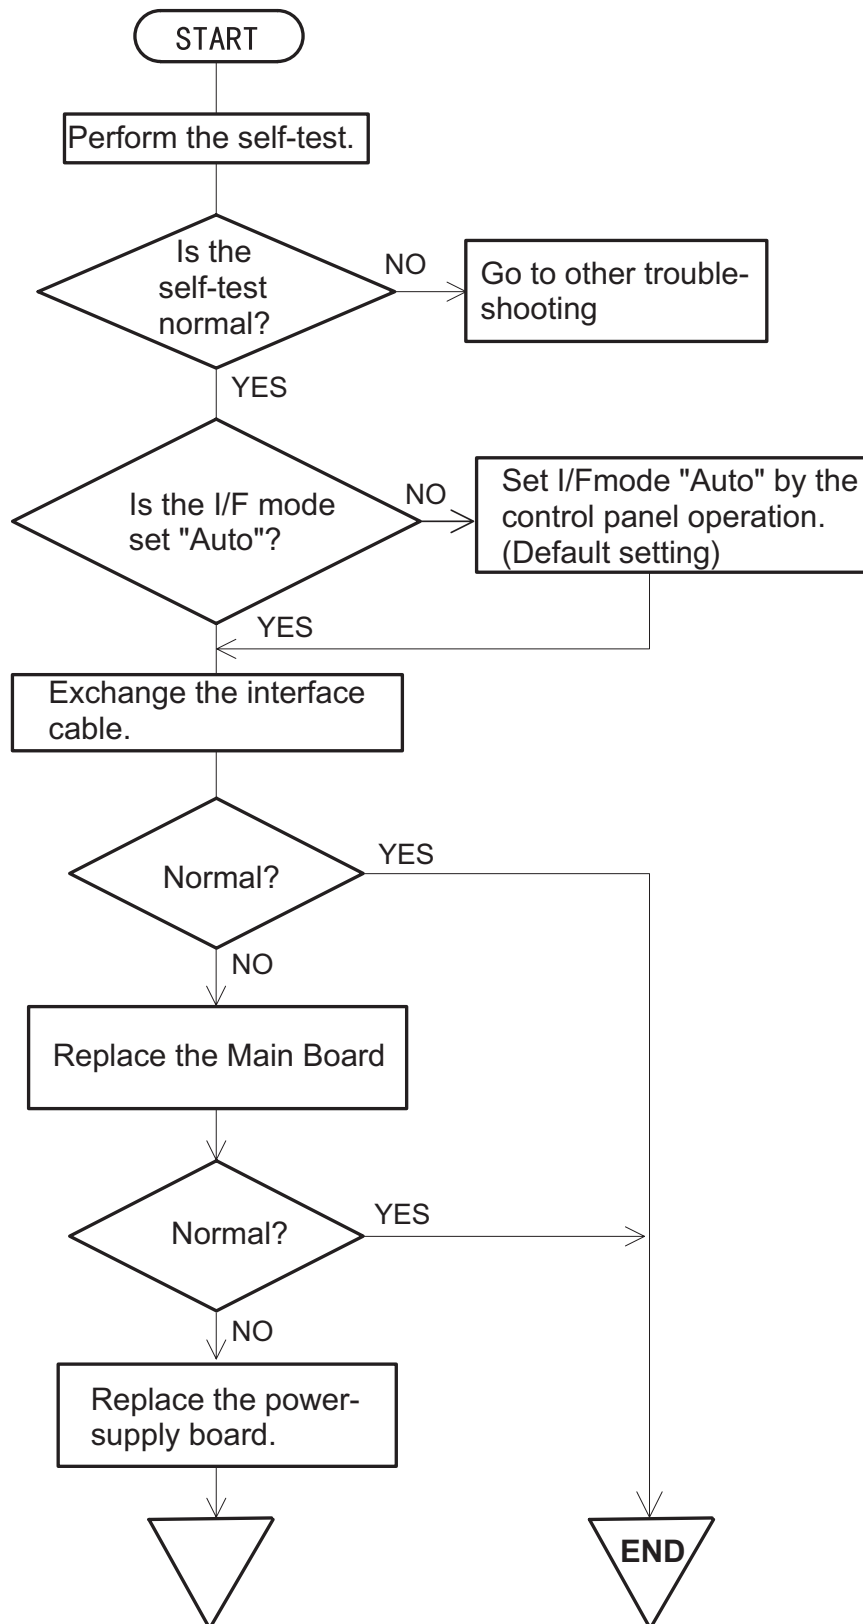 START
Perform the self-test.
Is the
self-test
normal?
NO
Go to other trouble-
shooting
YES
Is the I/F mode
set "Auto"?
NO
Set I/Fmode "Auto" by the
control panel operation.
(Default setting)
YES
Exchange the interface
cable.
Normal?
YES
NO
Replace the Main Board
Normal?
YES
NO
Replace the power-
supply board.
END